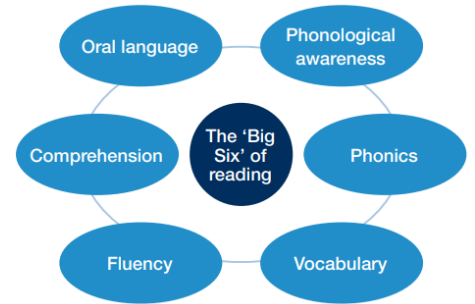 Oral language
Phonological
awareness
Comprehension
The ‘Big
Six’ of
reading
Phonics
Fluency
Vocabulary